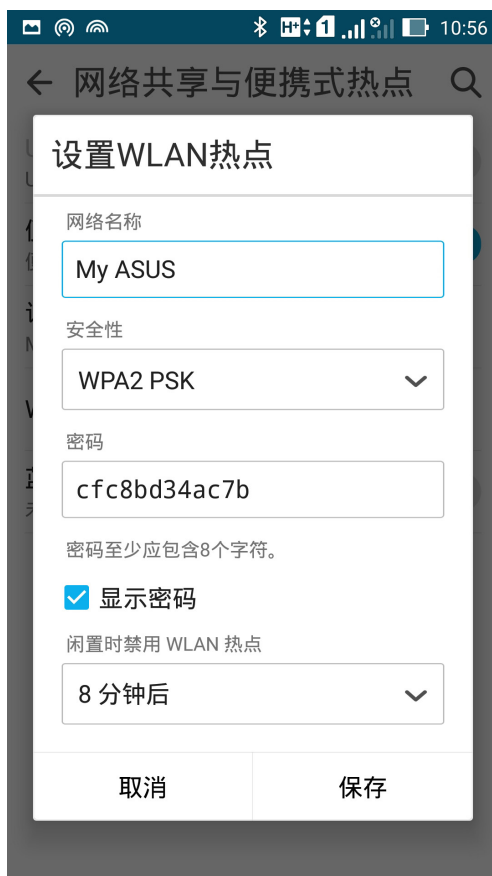 10:56
网络共享与便携式热点
设置WLAN热点
网络名称
My ASUS
安全性
WPA2 PSK
密码
cfc8bd34ac7b
密码至少应包含8个字符。
显示密码
闲置时禁用 WLAN 热点
8 分钟后
取消
保存